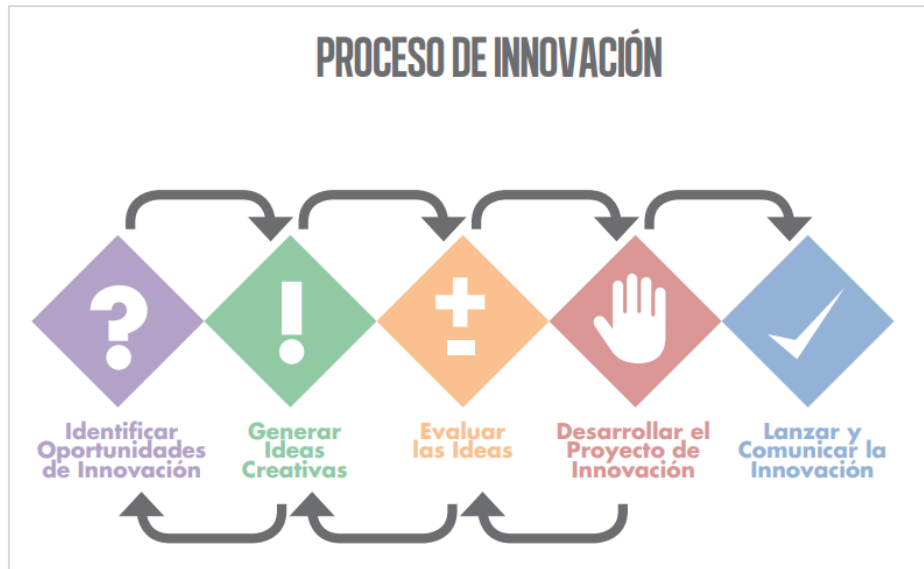 PROCESO DE INNOVACIÓN
?
!
±
Identificar
Oportunidades
de Innovación
Generar
Ideas
Creativas
Evaluar
las Ideas
Desarrollar el
Proyecto de
Innovación
Lanzar y
Comunicar la
Innovación